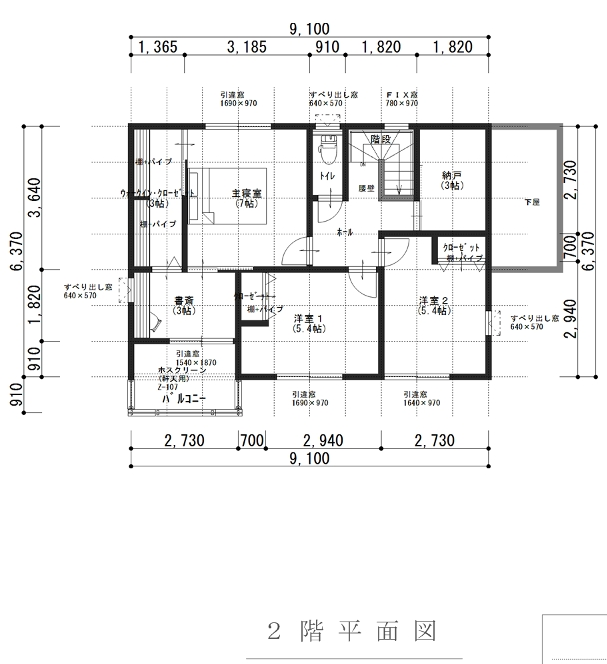 9,100
1,365 3,185 910 1,820 1,820
引違窓
1690×970
すべり出し窓
640×570
ＦＩＸ窓
780×970
棚+パイプ
ウォークイン・クローゼット
(3帖)
棚+パイプ
主寝室
(7帖)
トイレ
階段
腰壁
納戸
(3帖)
下屋
ホール
3,640
6,370
1,820
910
910
2,730
700
2,940
6,370
すべり出し窓
640×570
書斎
(3帖)
クローゼット
棚+パイプ
洋室１
(5.4帖)
クローゼット
棚+パイプ
洋室２
(5.4帖)
すべり出し窓
640×570
引違窓
1540×1870
ホスクリーン
(軒天用)
Z-107
バルコニー
引違窓
1690×970
引違窓
1640×970
2,730 700 2,940 2,730
9,100
２階平面図